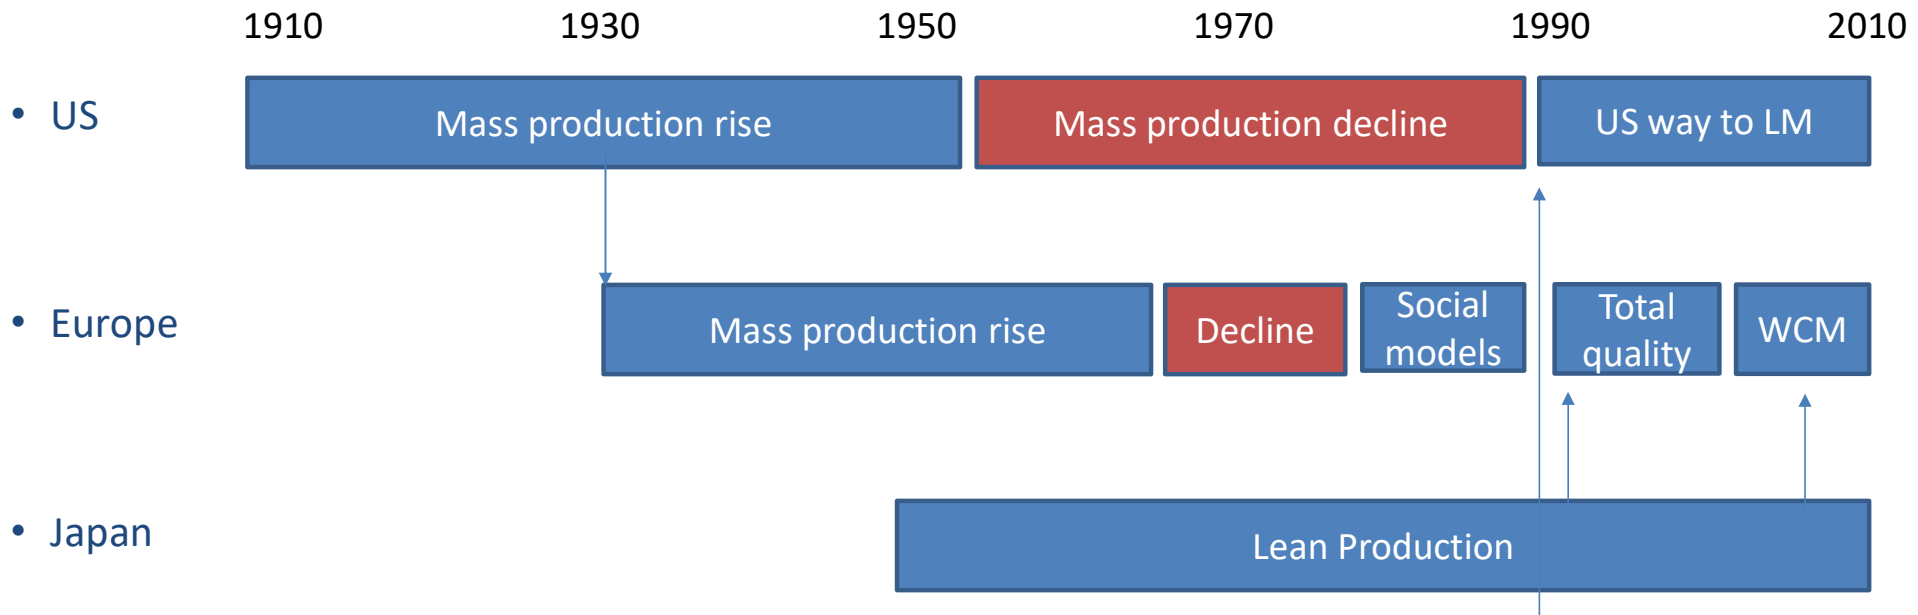 1910 1930 1950 1970 1990 2010
• US
Mass production rise
Mass production decline
US way to LM
• Europe
Mass production rise
Decline
Social
models
Total
quality
WCM
• Japan
Lean Production